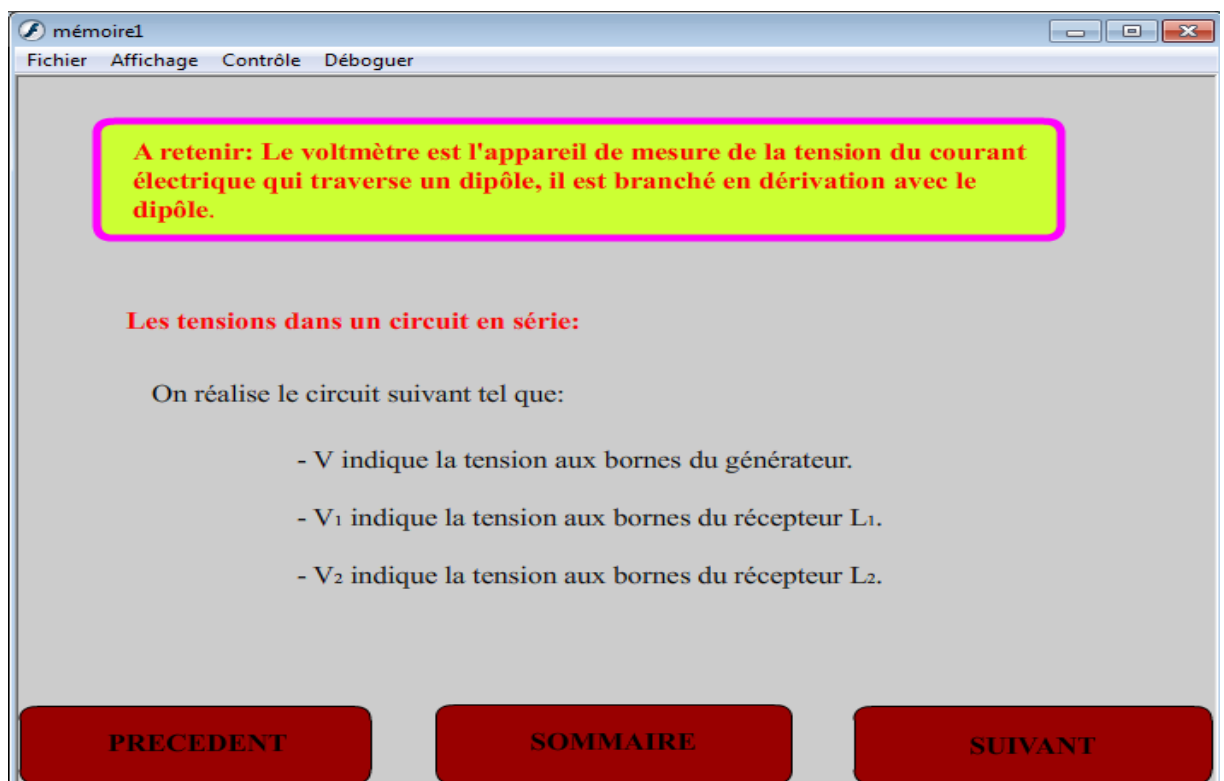 mémoire1
Fichier Affichage Contrôle Déboguer
A retenir: Le voltmètre est l'appareil de mesure de la tension du courant
électrique qui traverse un dipôle, il est branché en dérivation avec le
dipôle.
Les tensions dans un circuit en série:
On réalise le circuit suivant tel que:
- V indique la tension aux bornes du générateur.
- V₁ indique la tension aux bornes du récepteur L₁.
- V₂ indique la tension aux bornes du récepteur L₂.
PRECEDENT SOMMAIRE SUIVANT